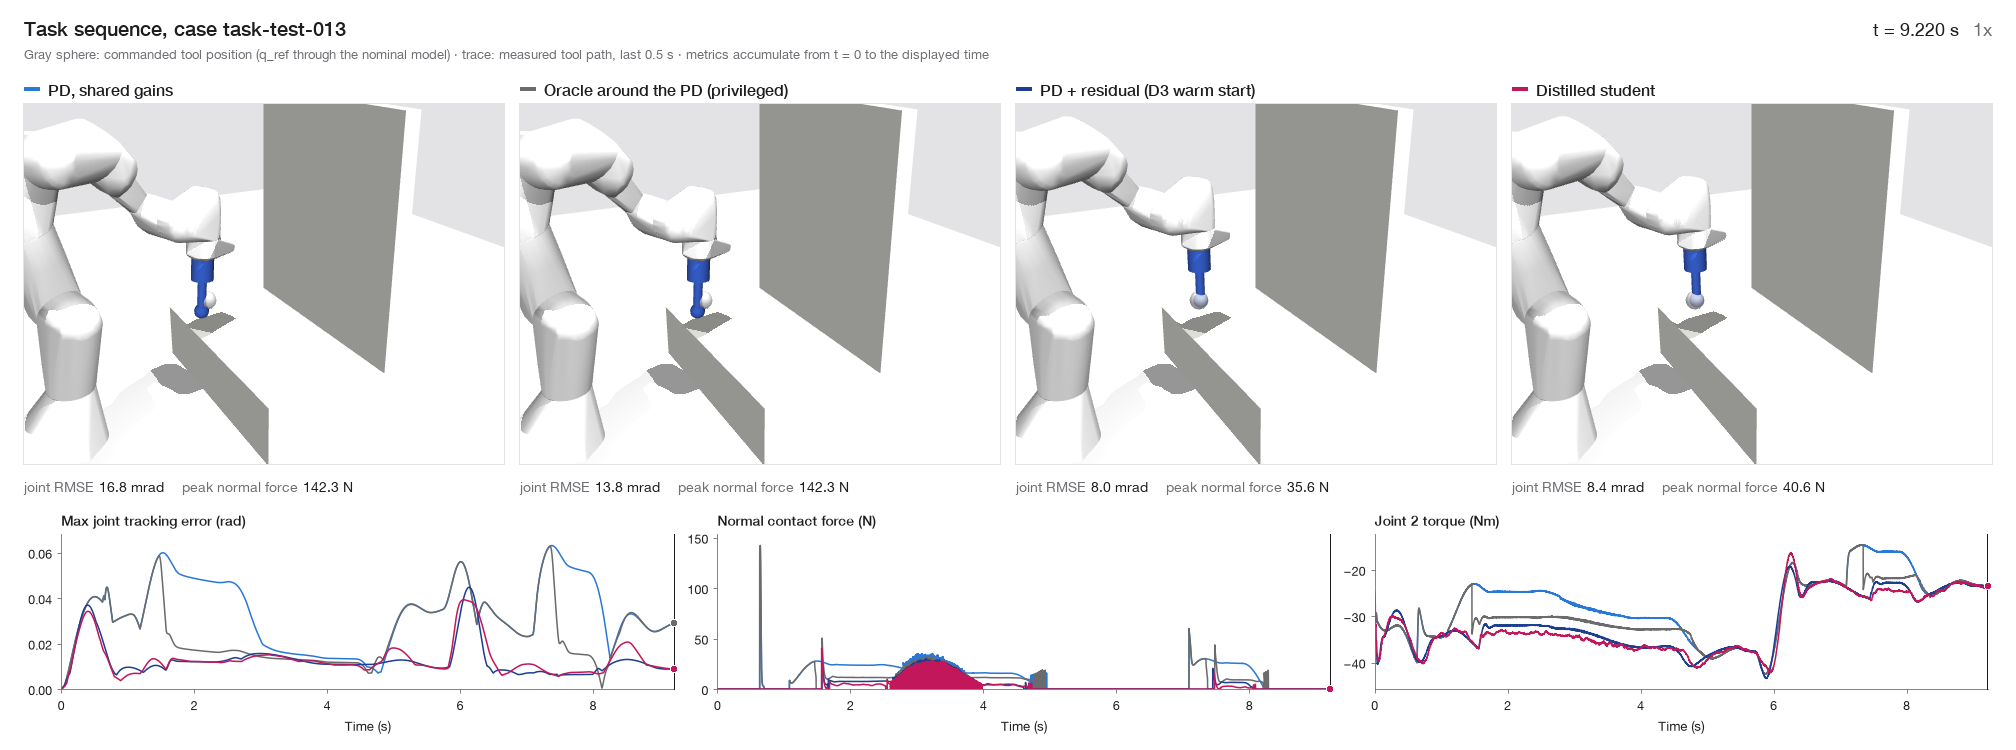 Task sequence, case task-test-013
t = 9.220 s 1x
Gray sphere: commanded tool position (q_ref through the nominal model) · trace: measured tool path, last 0.5 s · metrics accumulate from t = 0 to the displayed time
PD, shared gains
Oracle around the PD (privileged)
PD + residual (D3 warm start)
Distilled student
joint RMSE 16.8 mrad peak normal force 142.3 N
joint RMSE 13.8 mrad peak normal force 142.3 N
joint RMSE 8.0 mrad peak normal force 35.6 N
joint RMSE 8.4 mrad peak normal force 40.6 N
Max joint tracking error (rad)
0.06
0.04
0.02
0.00
0 2 4 6 8
Time (s)
Normal contact force (N)
150
100
50
0
0 2 4 6 8
Time (s)
Joint 2 torque (Nm)
−20
−30
−40
0 2 4 6 8
Time (s)